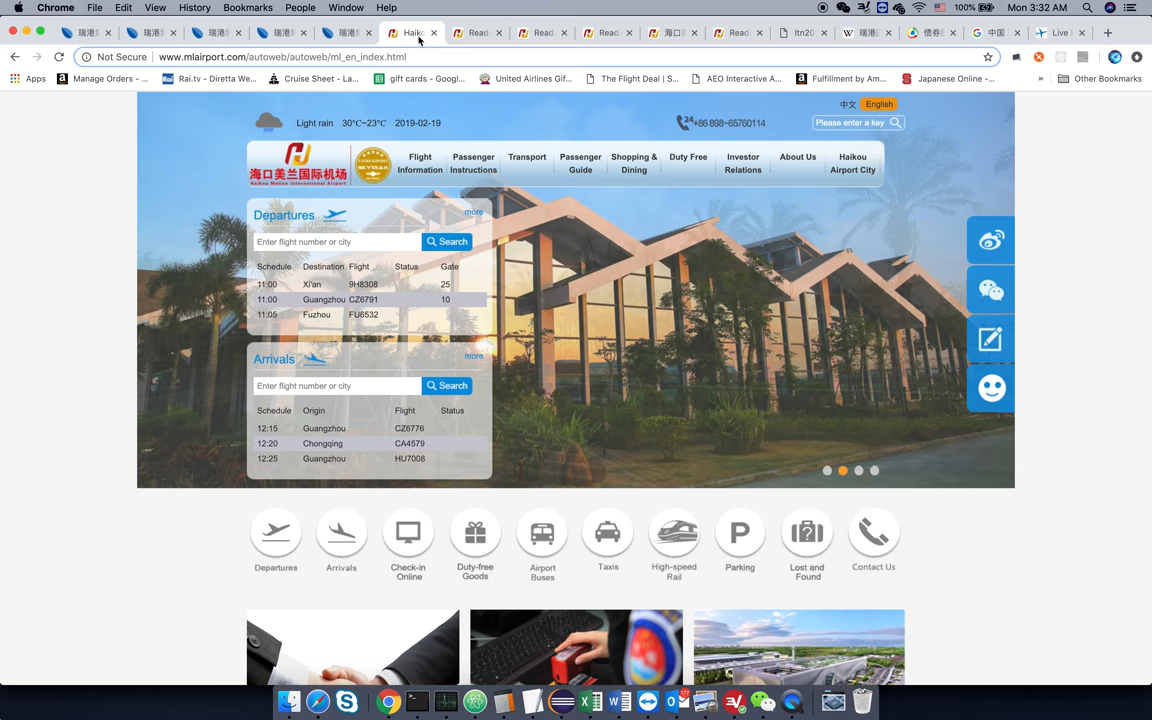 Chrome File Edit View History Bookmarks People Window Help 100% Mon 3:32 AM
瑞港 瑞港 瑞港 瑞港 瑞港 Haik Read Read Read 海口 Read Itn20 瑞港 债券 中国 Live
Not Secure www.mlairport.com/autoweb/autoweb/ml_en_index.html
Apps Manage Orders - ... Rai.tv - Diretta We... Cruise Sheet - La... gift cards - Googl... United Airlines Gif... The Flight Deal | S... AEO Interactive A... Fulfillment by Am... Japanese Online -... » Other Bookmarks
中文 English
Light rain 30℃~23℃ 2019-02-19 24 +86 898-65760114 Please enter a key
海口美兰国际机场
Haikou Meilan International Airport
SKYTRAX
Flight Information
Passenger Instructions
Transport
Passenger Guide
Shopping & Dining
Duty Free
Investor Relations
About Us
Haikou Airport City
Departures more
Enter flight number or city Search
Schedule Destination Flight Status Gate
11:00 Xi'an 9H8308 25
11:00 Guangzhou CZ6791 10
11:05 Fuzhou FU6532
Arrivals more
Enter flight number or city Search
Schedule Origin Flight Status
12:15 Guangzhou CZ6776
12:20 Chongqing CA4579
12:25 Guangzhou HU7008
Departures
Arrivals
Check-in Online
Duty-free Goods
Airport Buses
Taxis
High-speed Rail
P
Parking
Lost and Found
Contact Us